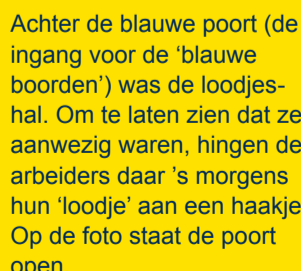 Achter de blauwe poort (de
ingang voor de ‘blauwe
boorden’) was de loodjes-
hal. Om te laten zien dat ze
aanwezig waren, hingen de
arbeiders daar ’s morgens
hun ‘loodje’ aan een haakje
Op de foto staat de poort
open